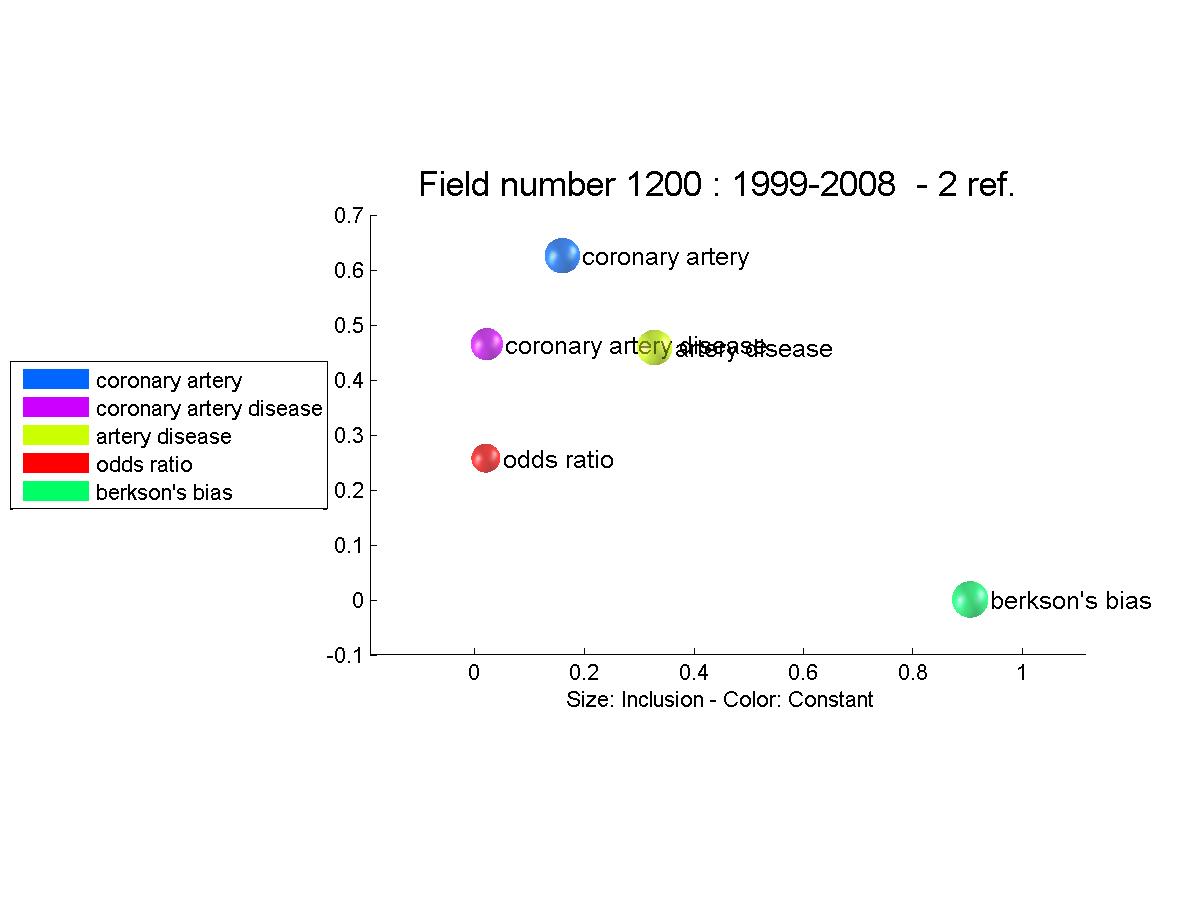 Field number 1200 : 1999-2008  - 2 ref.
0.7
0.6
0.5
0.4
0.3
0.2
0.1
0
-0.1
coronary artery
coronary artery disease
artery disease
odds ratio
berkson's bias
coronary artery
coronary artery disease
artery disease
odds ratio
berkson's bias
0 0.2 0.4 0.6 0.8 1
Size: Inclusion - Color: Constant